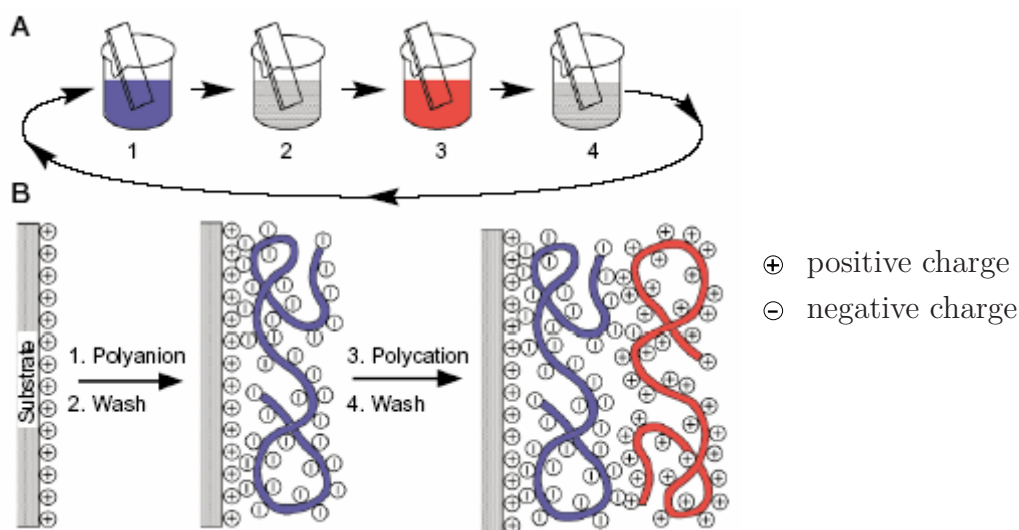 A
1 2 3 4
B
Substrate
1. Polyanion
2. Wash
3. Polycation
4. Wash
⊕ positive charge
⊖ negative charge